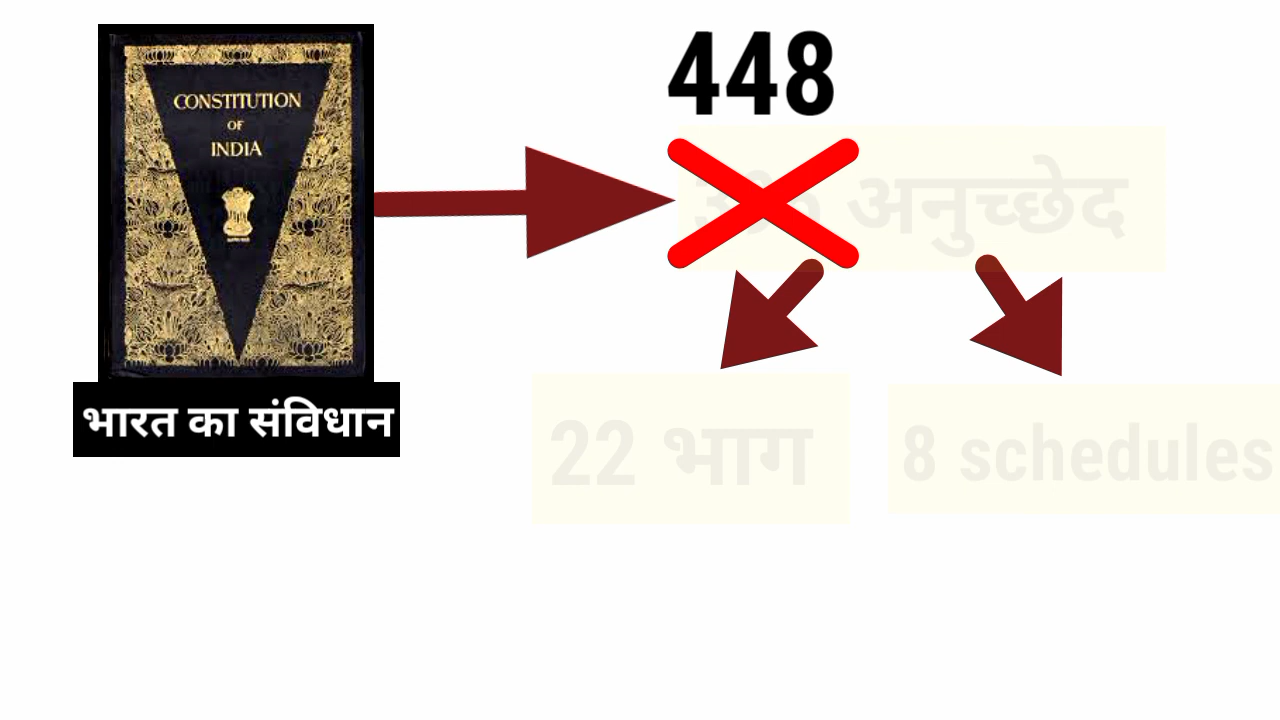 CONSTITUTION
OF
INDIA
भारत का संविधान
448
अनुच्छेद
22 भाग
8 schedules